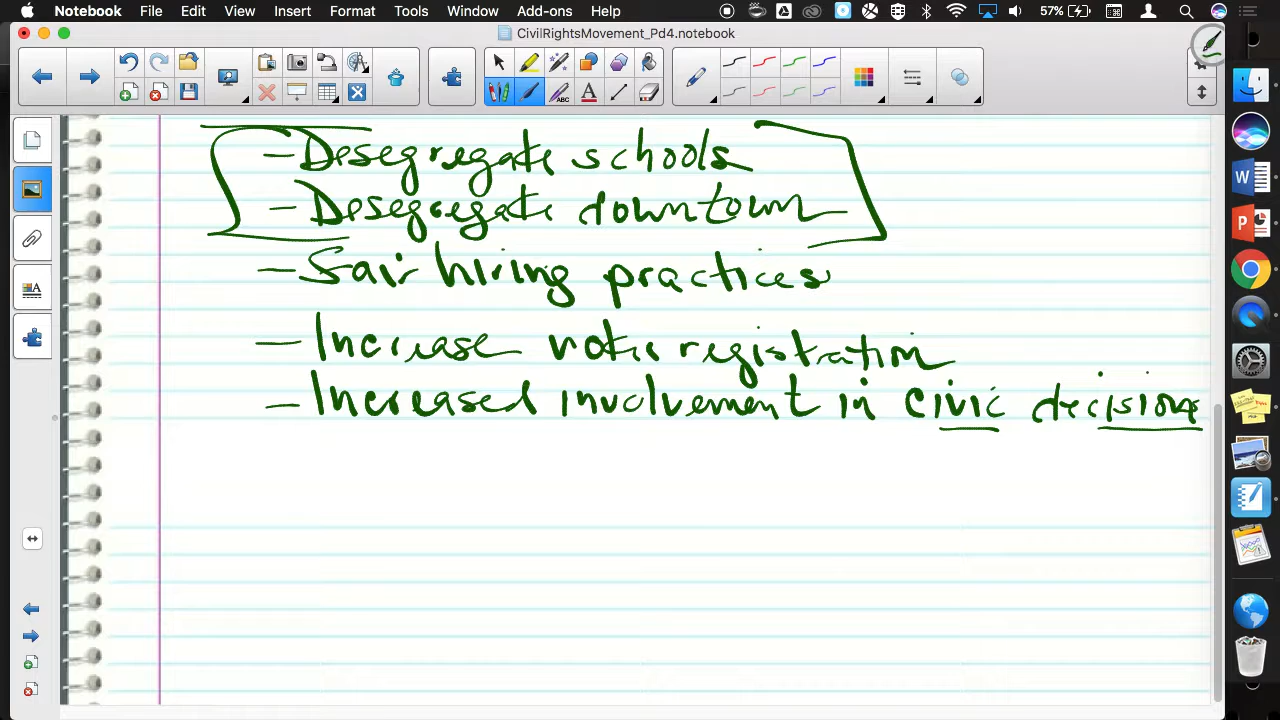 Notebook File Edit View Insert Format Tools Window Add-ons Help 57%
CivilRightsMovement_Pd4.notebook
- Desegregate schools
- Desegregate downtown
- Fair hiring practices
- Increase voter registration
- Increased involvement in civic decisions